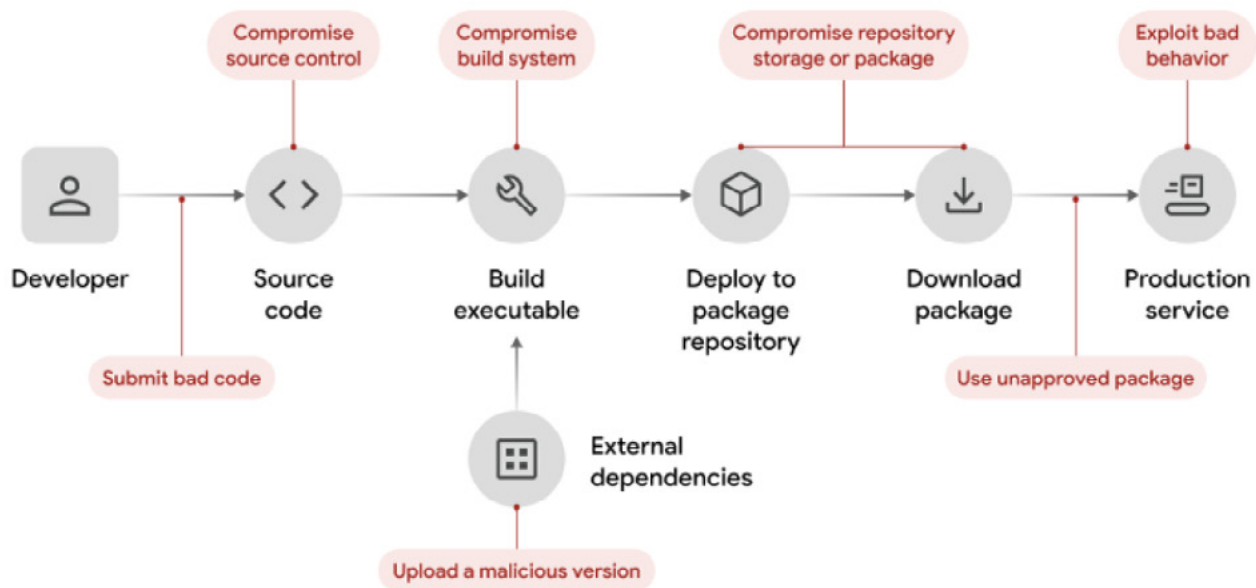 Compromise
source control
Compromise
build system
Compromise repository
storage or package
Exploit bad
behavior
Developer
Source
code
Build
executable
Deploy to
package
repository
Download
package
Production
service
Submit bad code
Use unapproved package
External
dependencies
Upload a malicious version